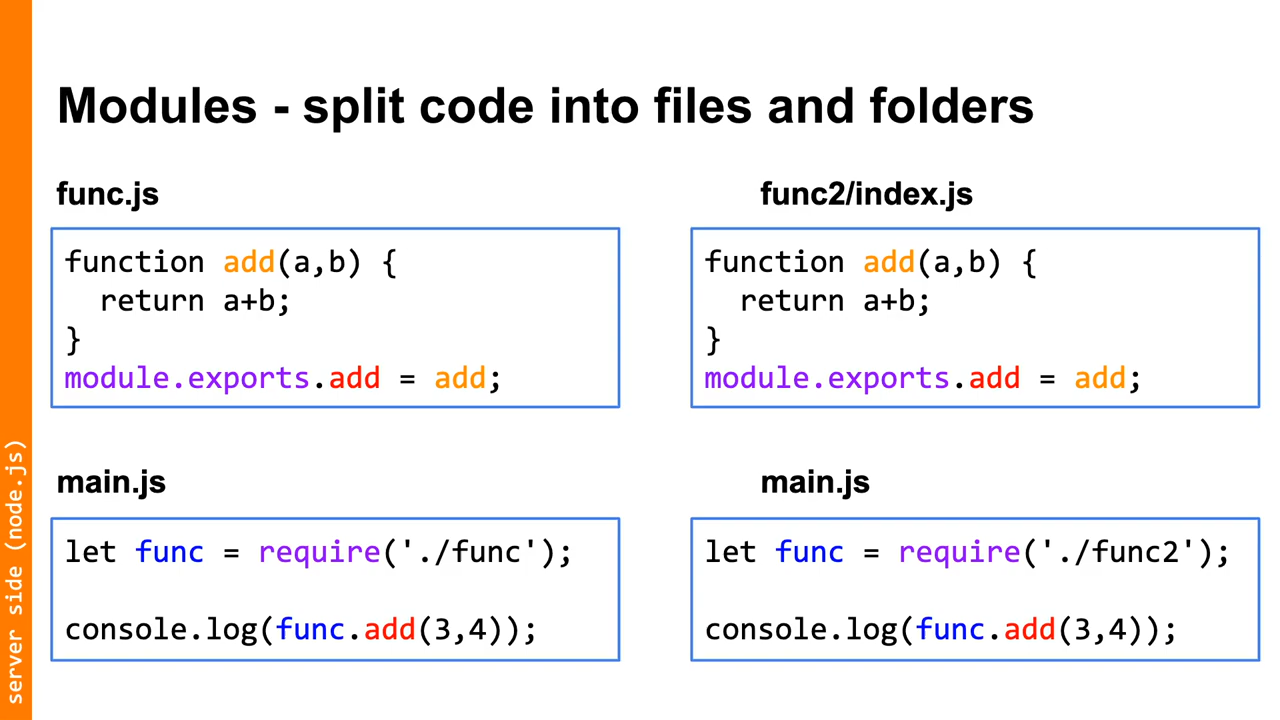 Modules - split code into files and folders
func.js
function add(a,b) {
  return a+b;
}
module.exports.add = add;
main.js
let func = require('./func');
console.log(func.add(3,4));
func2/index.js
function add(a,b) {
  return a+b;
}
module.exports.add = add;
main.js
let func = require('./func2');
console.log(func.add(3,4));
server side (node.js)